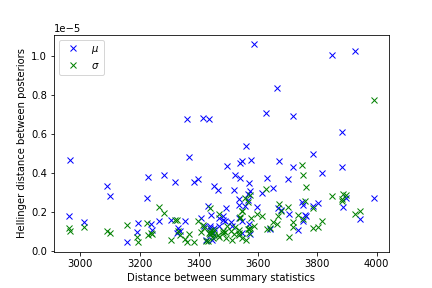 1e−5
μ
σ
1.0
0.8
0.6
0.4
0.2
0.0
Hellinger distance between posteriors
3000 3200 3400 3600 3800 4000
Distance between summary statistics